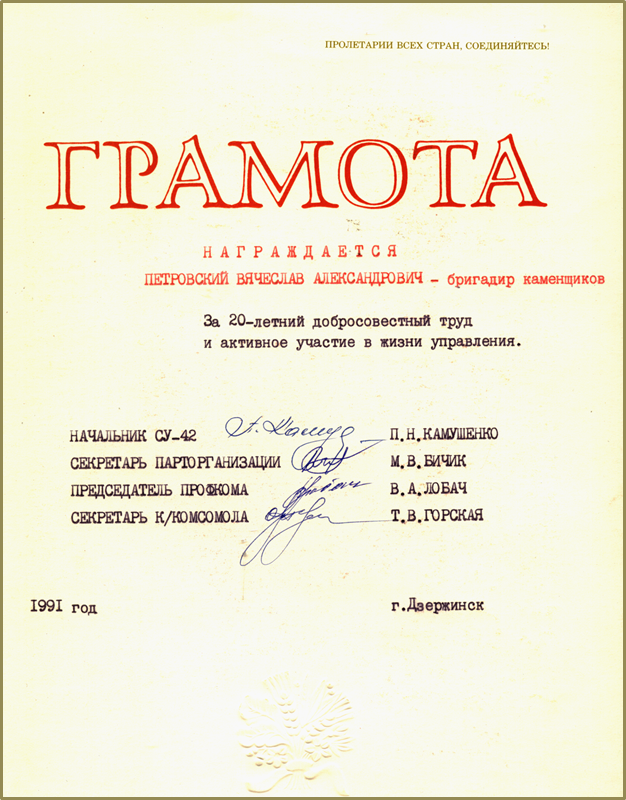 ПРОЛЕТАРИИ ВСЕХ СТРАН, СОЕДИНЯЙТЕСЬ!
ГРАМОТА
НАГРАЖДАЕТСЯ
ПЕТРОВСКИЙ ВЯЧЕСЛАВ АЛЕКСАНДРОВИЧ – бригадир каменщиков
За 20-летний добросовестный труд
и активное участие в жизни управления.
НАЧАЛЬНИК СУ-42 П.Н.КАМУШЕНКО
СЕКРЕТАРЬ ПАРТОРГАНИЗАЦИИ М.В.БИЧИК
ПРЕДСЕДАТЕЛЬ ПРОФКОМА В.А.ЛОБАЧ
СЕКРЕТАРЬ К/КОМСОМОЛА Т.В.ГОРСКАЯ
1991 год г.Дзержинск